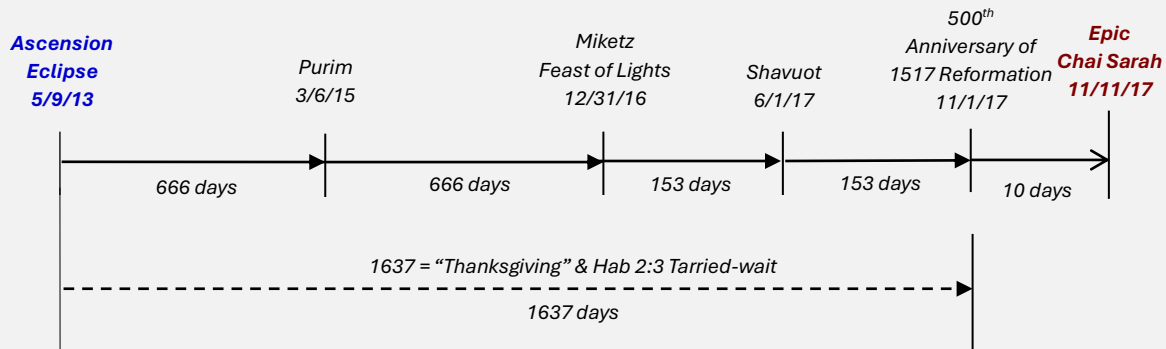 Ascension
Eclipse
5/9/13
Purim
3/6/15
Miketz
Feast of Lights
12/31/16
Shavuot
6/1/17
500th
Anniversary of
1517 Reformation
11/1/17
Epic
Chai Sarah
11/11/17
666 days
666 days
153 days
153 days
10 days
1637 = “Thanksgiving” & Hab 2:3 Tarried-wait
1637 days